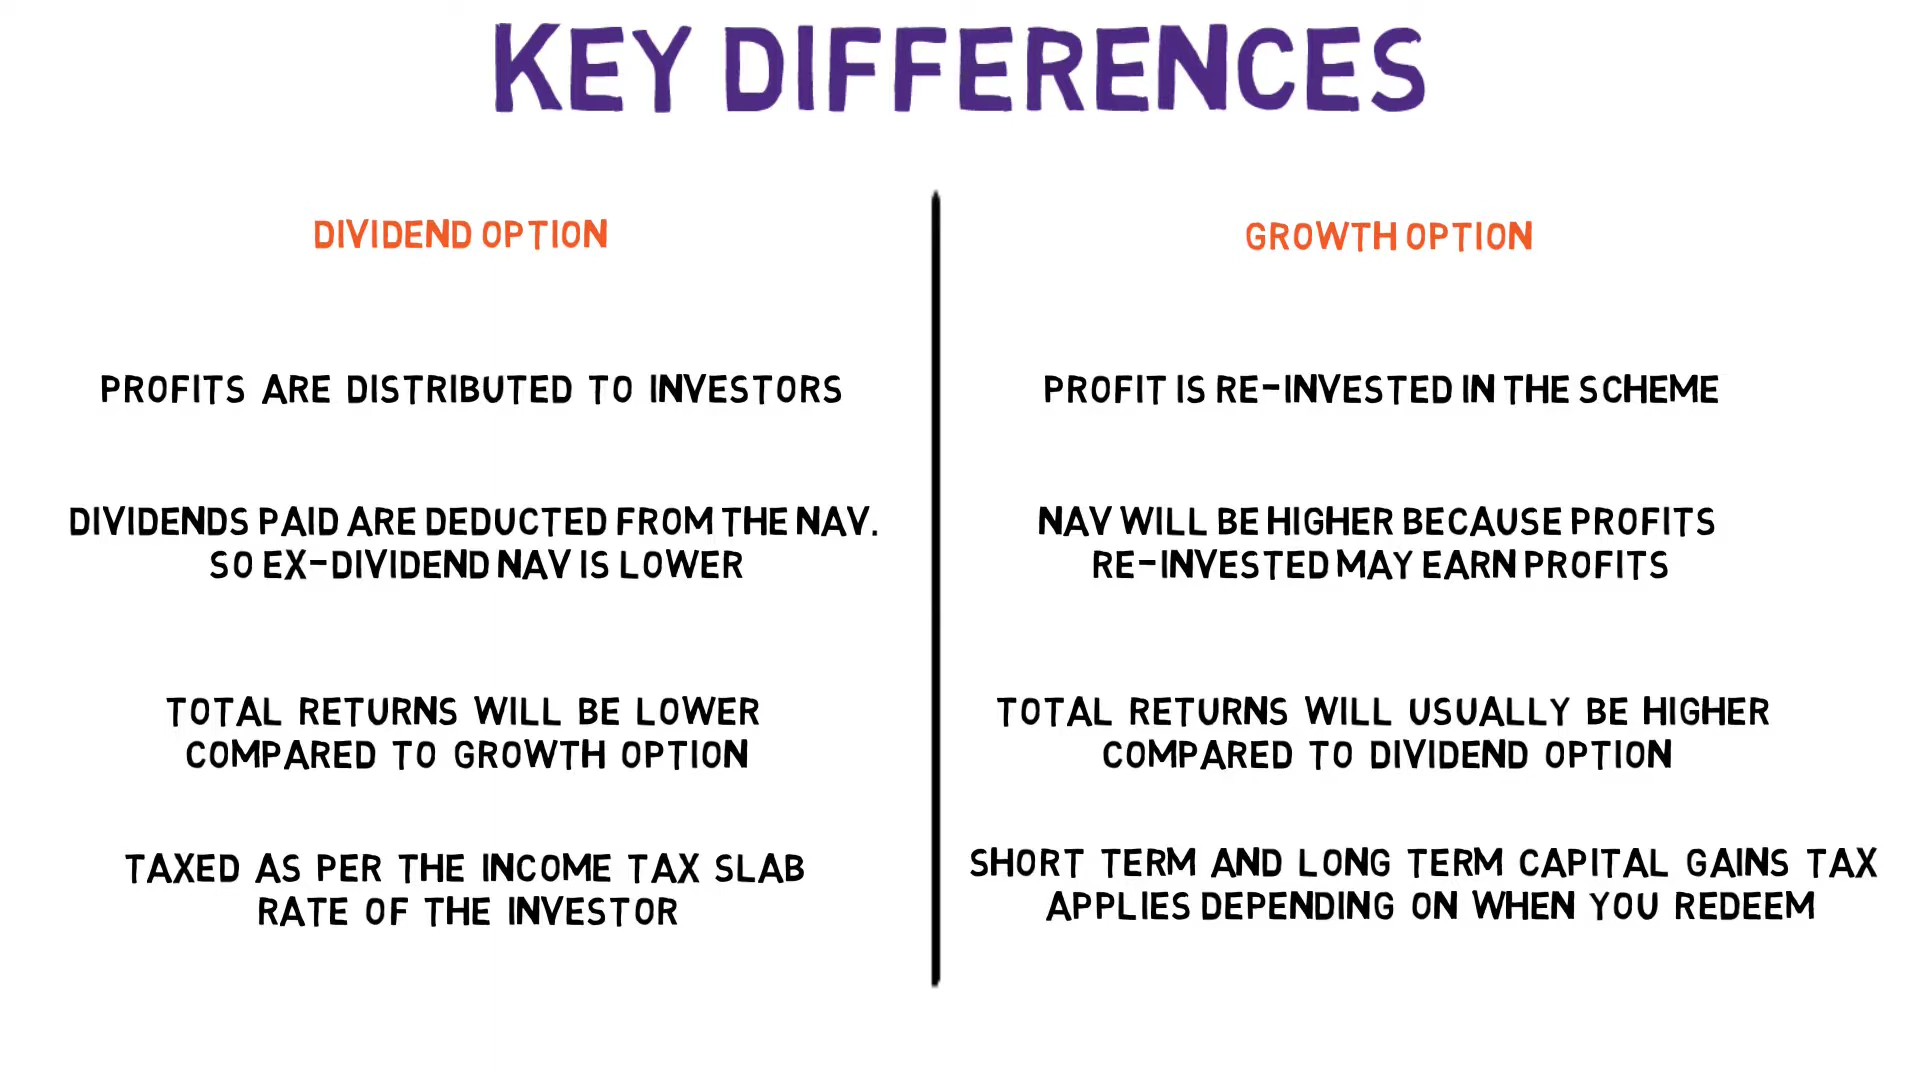 KEY DIFFERENCES
DIVIDEND OPTION
PROFITS ARE DISTRIBUTED TO INVESTORS
DIVIDENDS PAID ARE DEDUCTED FROM THE NAV.
SO EX-DIVIDEND NAV IS LOWER
TOTAL RETURNS WILL BE LOWER
COMPARED TO GROWTH OPTION
TAXED AS PER THE INCOME TAX SLAB
RATE OF THE INVESTOR
GROWTH OPTION
PROFIT IS RE-INVESTED IN THE SCHEME
NAV WILL BE HIGHER BECAUSE PROFITS
RE-INVESTED MAY EARN PROFITS
TOTAL RETURNS WILL USUALLY BE HIGHER
COMPARED TO DIVIDEND OPTION
SHORT TERM AND LONG TERM CAPITAL GAINS TAX
APPLIES DEPENDING ON WHEN YOU REDEEM